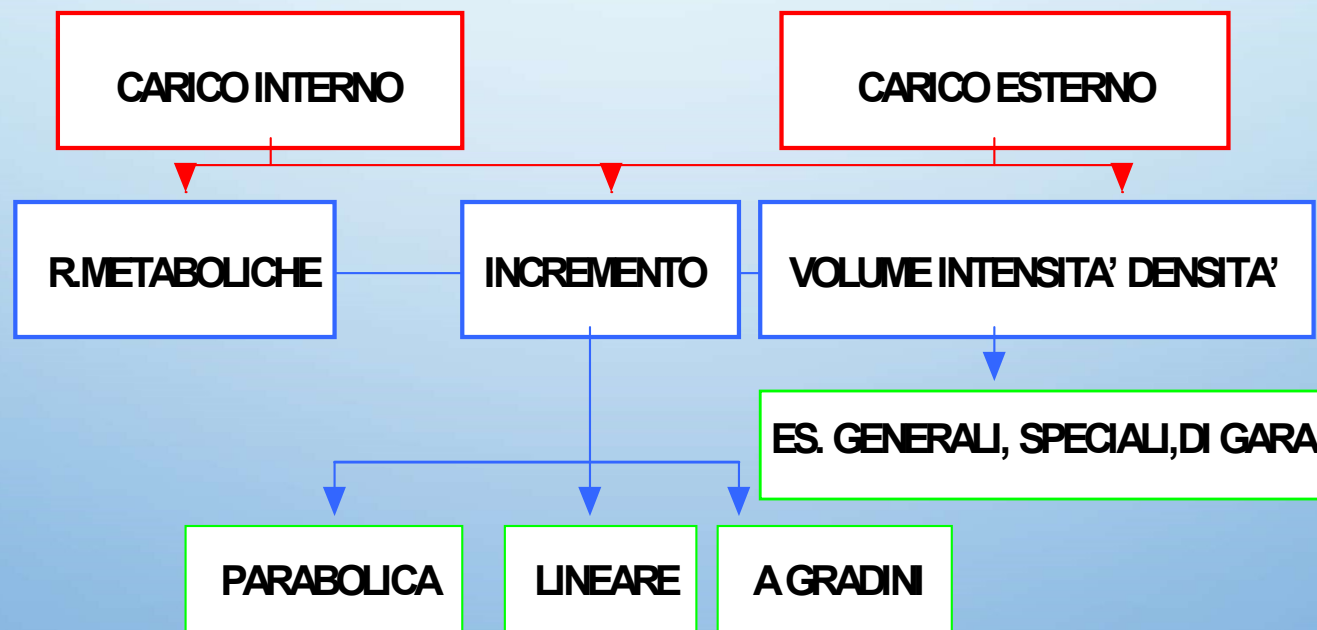 CARICO INTERNO
CARICO ESTERNO
R.METABOLICHE
INCREMENTO
VOLUME INTENSITA’ DENSITA’
ES. GENERALI, SPECIALI,DI GARA
PARABOLICA
LINEARE
A GRADINI